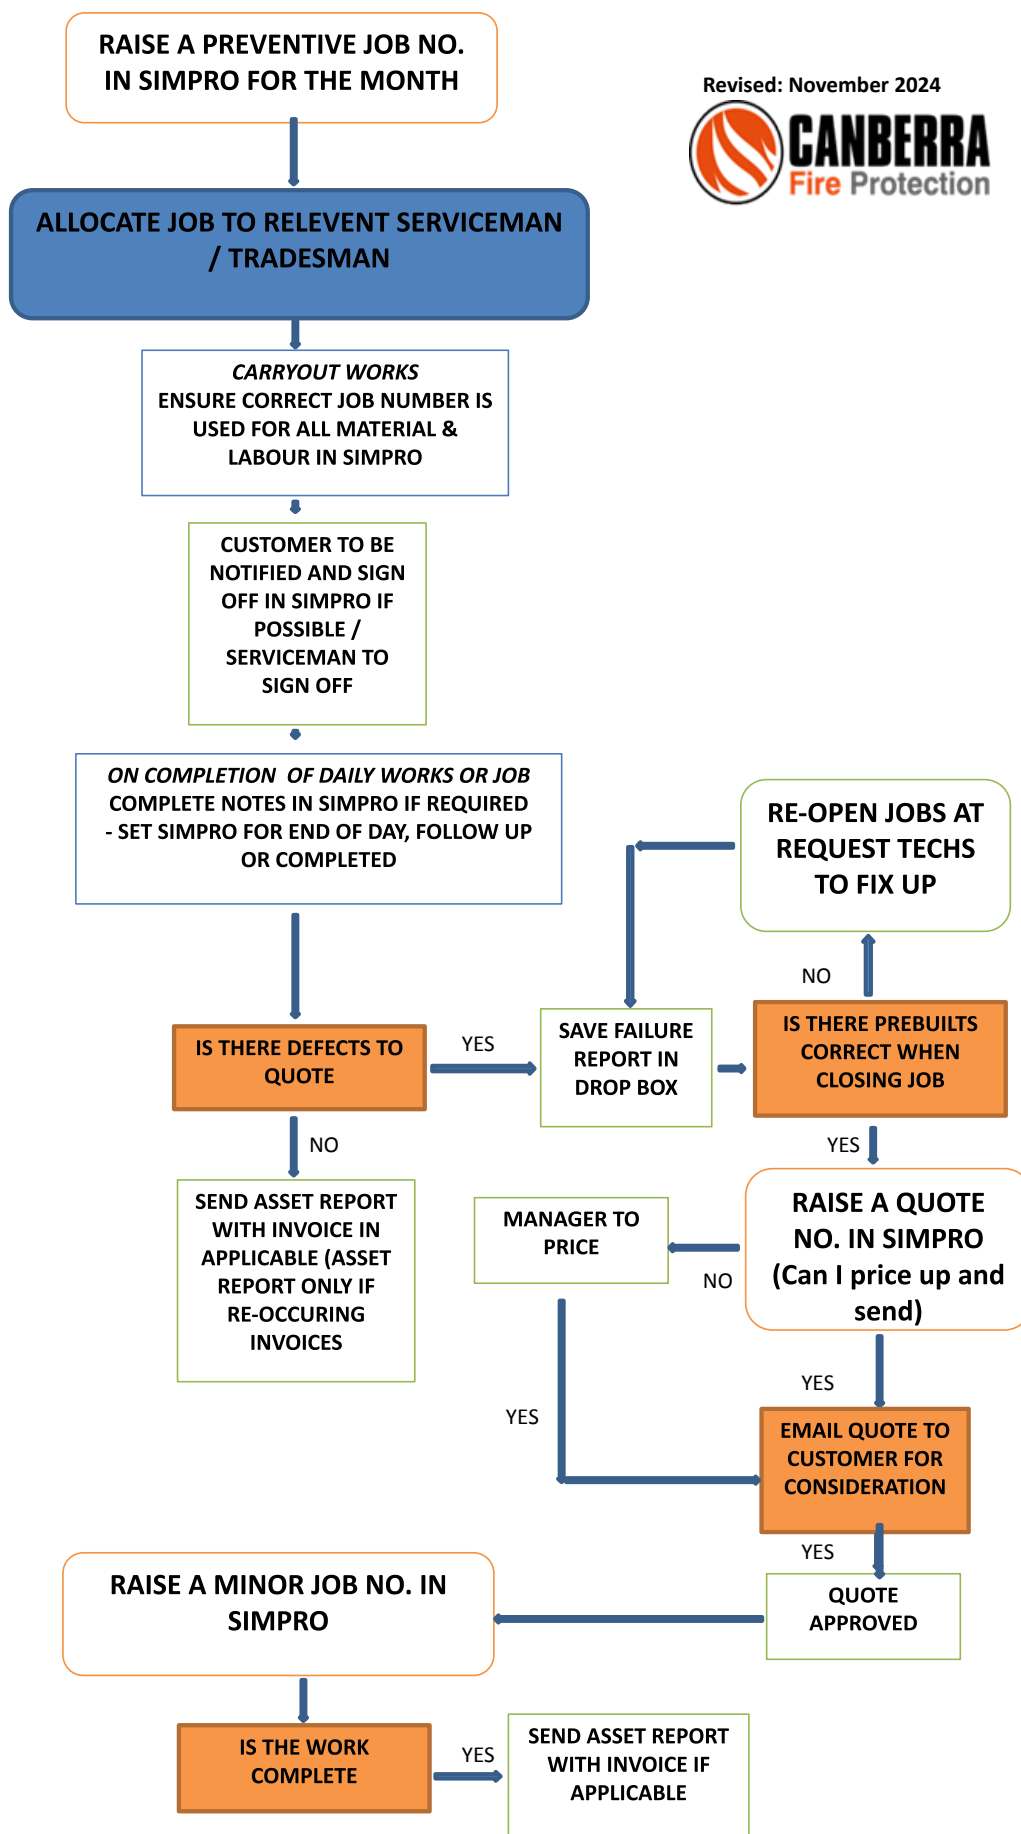 RAISE A PREVENTIVE JOB NO.
IN SIMPRO FOR THE MONTH
Revised: November 2024
CANBERRA
Fire Protection
ALLOCATE JOB TO RELEVENT SERVICEMAN
/ TRADESMAN
CARRYOUT WORKS
ENSURE CORRECT JOB NUMBER IS
USED FOR ALL MATERIAL &
LABOUR IN SIMPRO
CUSTOMER TO BE
NOTIFIED AND SIGN
OFF IN SIMPRO IF
POSSIBLE /
SERVICEMAN TO
SIGN OFF
ON COMPLETION  OF DAILY WORKS OR JOB
COMPLETE NOTES IN SIMPRO IF REQUIRED
- SET SIMPRO FOR END OF DAY, FOLLOW UP
OR COMPLETED
RE-OPEN JOBS AT
REQUEST TECHS
TO FIX UP
NO
IS THERE DEFECTS TO
QUOTE
YES
SAVE FAILURE
REPORT IN
DROP BOX
IS THERE PREBUILTS
CORRECT WHEN
CLOSING JOB
NO
YES
SEND ASSET REPORT
WITH INVOICE IN
APPLICABLE (ASSET
REPORT ONLY IF
RE-OCCURING
INVOICES
MANAGER TO
PRICE
NO
RAISE A QUOTE
NO. IN SIMPRO
(Can I price up and
send)
YES
YES
EMAIL QUOTE TO
CUSTOMER FOR
CONSIDERATION
YES
QUOTE
APPROVED
RAISE A MINOR JOB NO. IN
SIMPRO
IS THE WORK
COMPLETE
YES
SEND ASSET REPORT
WITH INVOICE IF
APPLICABLE